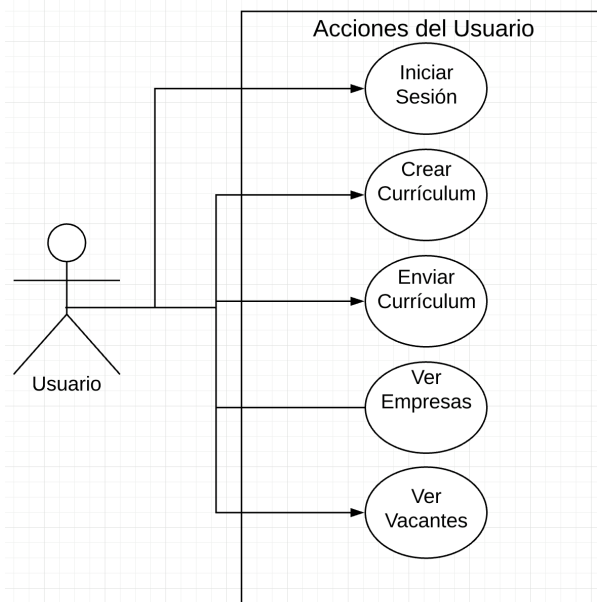 Acciones del Usuario
Iniciar
Sesión
Crear
Currículum
Enviar
Currículum
Ver
Empresas
Ver
Vacantes
Usuario